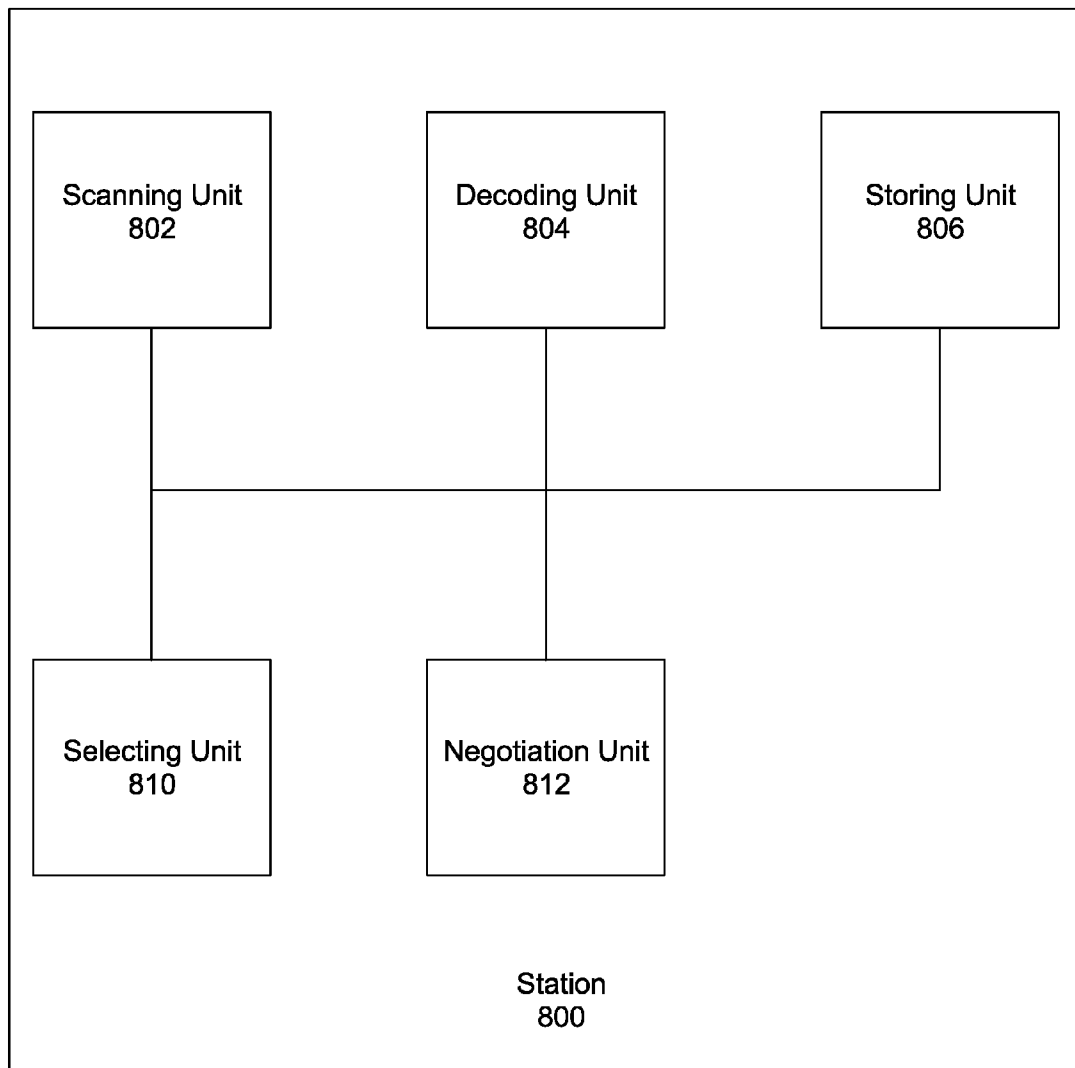 Scanning Unit
802
Decoding Unit
804
Storing Unit
806
Selecting Unit
810
Negotiation Unit
812
Station
800